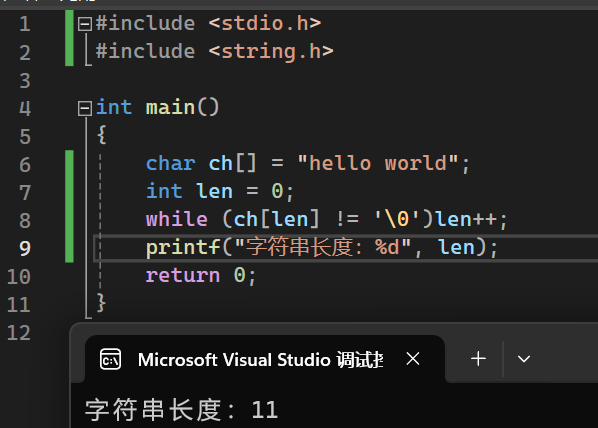 1 #include <stdio.h>
2 #include <string.h>
3
4 int main()
5 {
6 char ch[] = "hello world";
7 int len = 0;
8 while (ch[len] != '\0')len++;
9 printf("字符串长度: %d", len);
10 return 0;
11 }
12
Microsoft Visual Studio 调试
字符串长度: 11